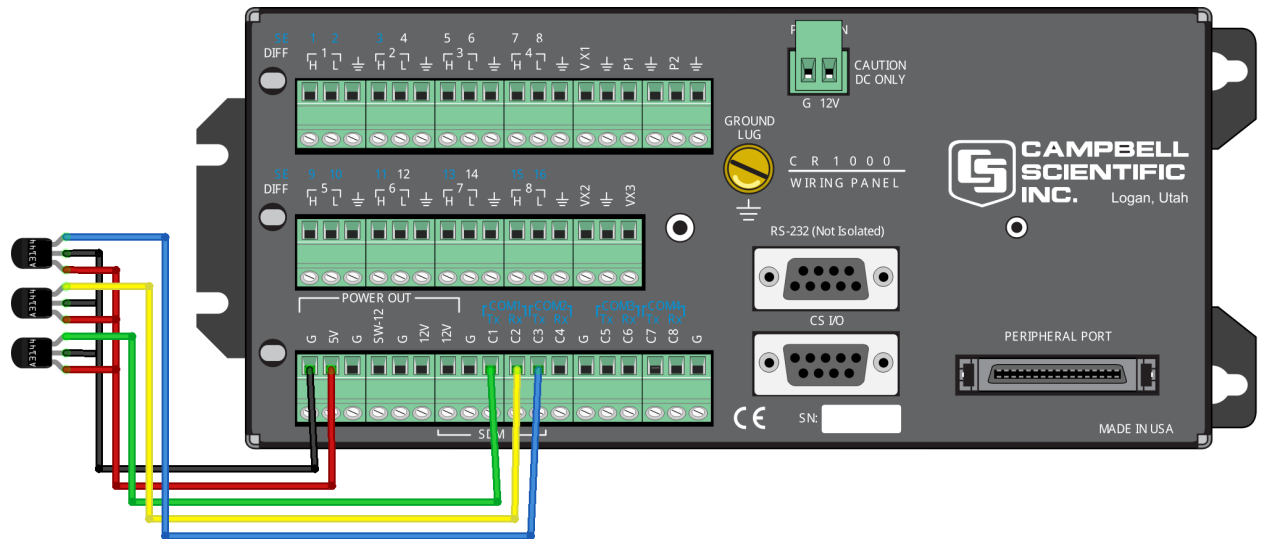 SE 1 2 3 4 5 6 7 8
DIFF 1 2 3 4
H L H L H L H L VX1 P1 P2
CAUTION
DC ONLY
G 12V
GROUND
LUG
CR1000
WIRING PANEL
CAMPBELL
SCIENTIFIC
INC.
Logan, Utah
SE 9 10 11 12 13 14 15 16
DIFF 5 6 7 8
H L H L H L H L VX2 VX3
RS-232 (Not Isolated)
POWER OUT
COM1 COM2 COM3 COM4
Tx Rx Tx Rx Tx Rx Tx Rx
G 5V G SW-12 G 12V 12V G C1 C2 C3 C4 G C5 C6 C7 C8 G
CS I/O
PERIPHERAL PORT
SDM
CE
SN:
MADE IN USA